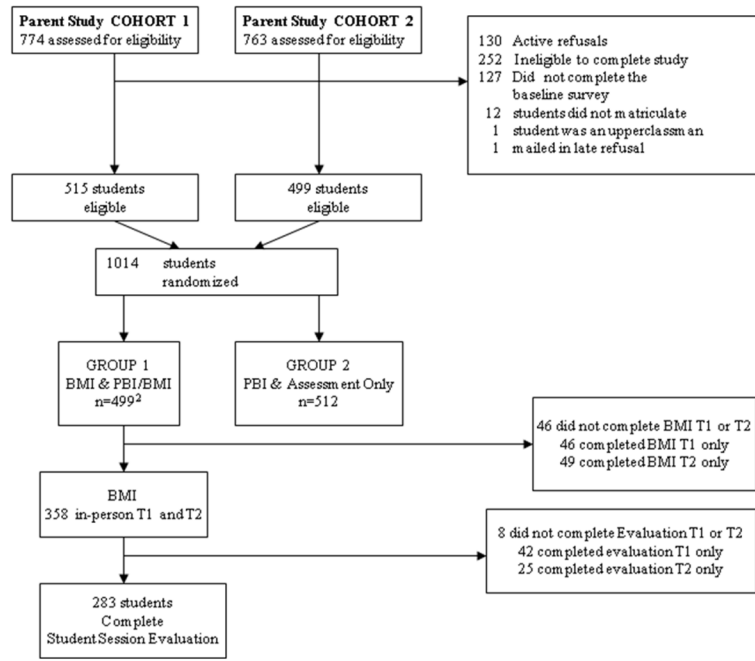 Parent Study COHORT 1
774 assessed for eligibility
Parent Study COHORT 2
763 assessed for eligibility
130 Active refusals
252 Ineligible to complete study
127 Did not complete the
baseline survey
12 students did not matriculate
1 student was an upperclassman
1 mailed in late refusal
515 students
eligible
499 students
eligible
1014 students
randomized
GROUP 1
BMI & PBI/BMI
n=499²
GROUP 2
PBI & Assessment Only
n=512
46 did not complete BMI T1 or T2
46 completed BMI T1 only
49 completed BMI T2 only
BMI
358 in-person T1 and T2
8 did not complete Evaluation T1 or T2
42 completed evaluation T1 only
25 completed evaluation T2 only
283 students
Complete
Student Session Evaluation